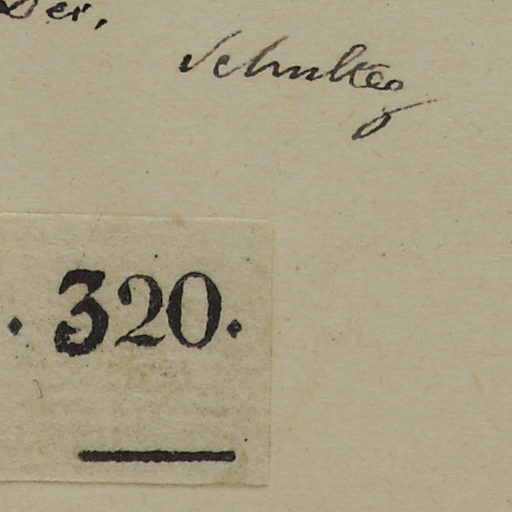 Schultes
. 320.